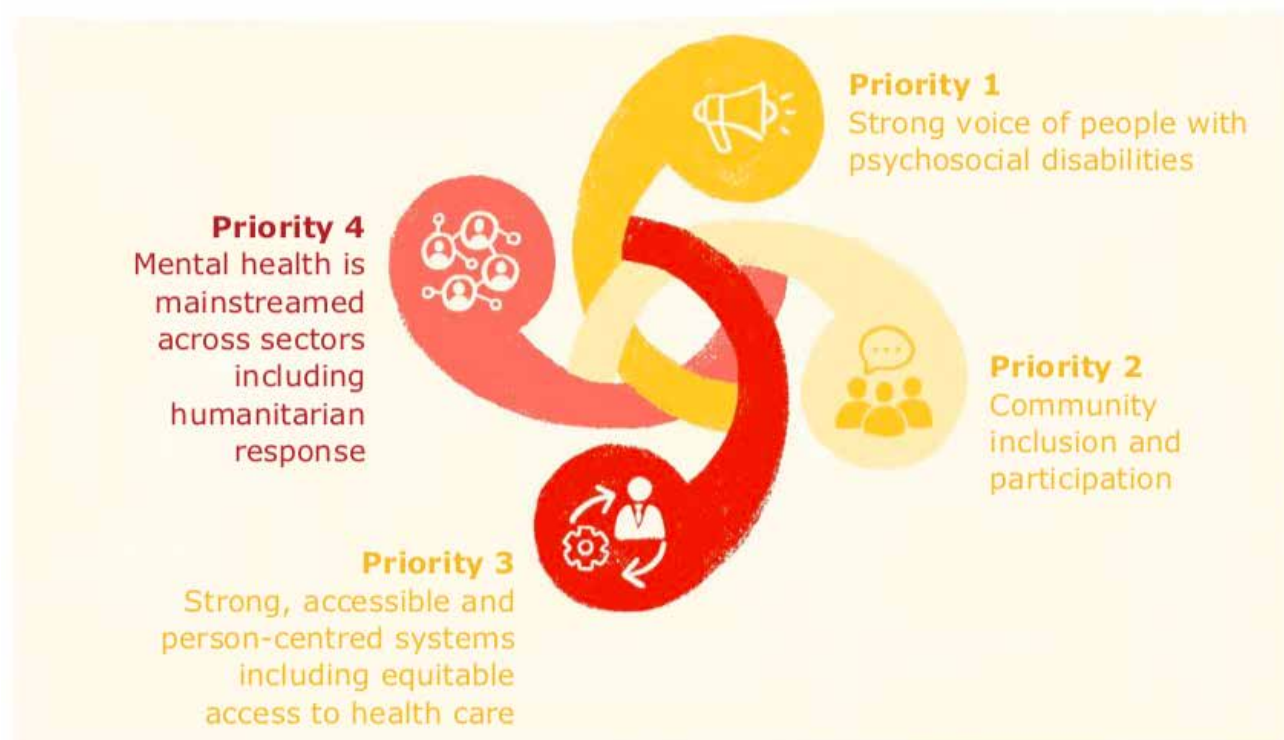 Priority 1
Strong voice of people with
psychosocial disabilities
Priority 2
Community
inclusion and
participation
Priority 3
Strong, accessible and
person-centred systems
including equitable
access to health care
Priority 4
Mental health is
mainstreamed
across sectors
including
humanitarian
response